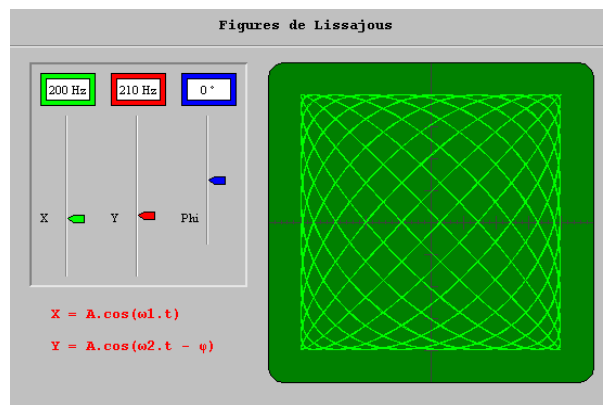 Figures de Lissajous
200 Hz 210 Hz 0 °
X Y Phi
X = A.cos(ω1.t)
Y = A.cos(ω2.t - φ)